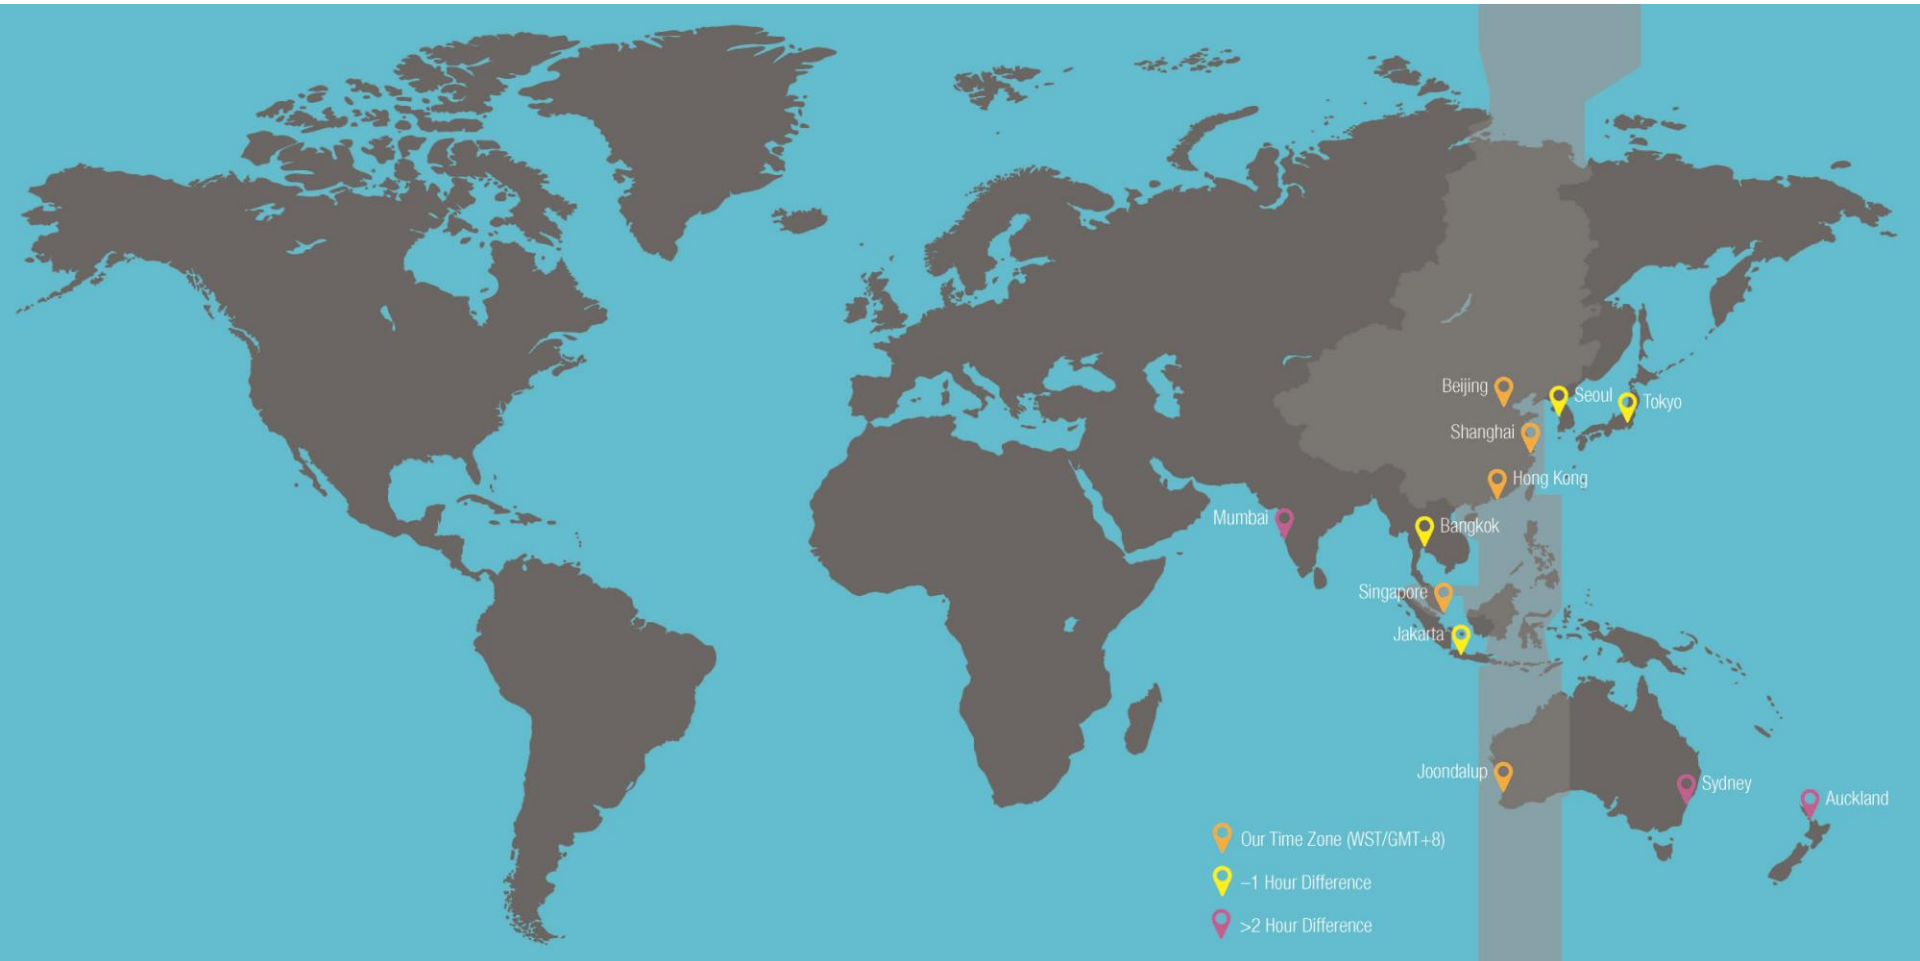 Beijing
Seoul
Tokyo
Shanghai
Hong Kong
Mumbai
Bangkok
Singapore
Jakarta
Joondalup
Sydney
Auckland
Our Time Zone (WST/GMT+8)
–1 Hour Difference
>2 Hour Difference